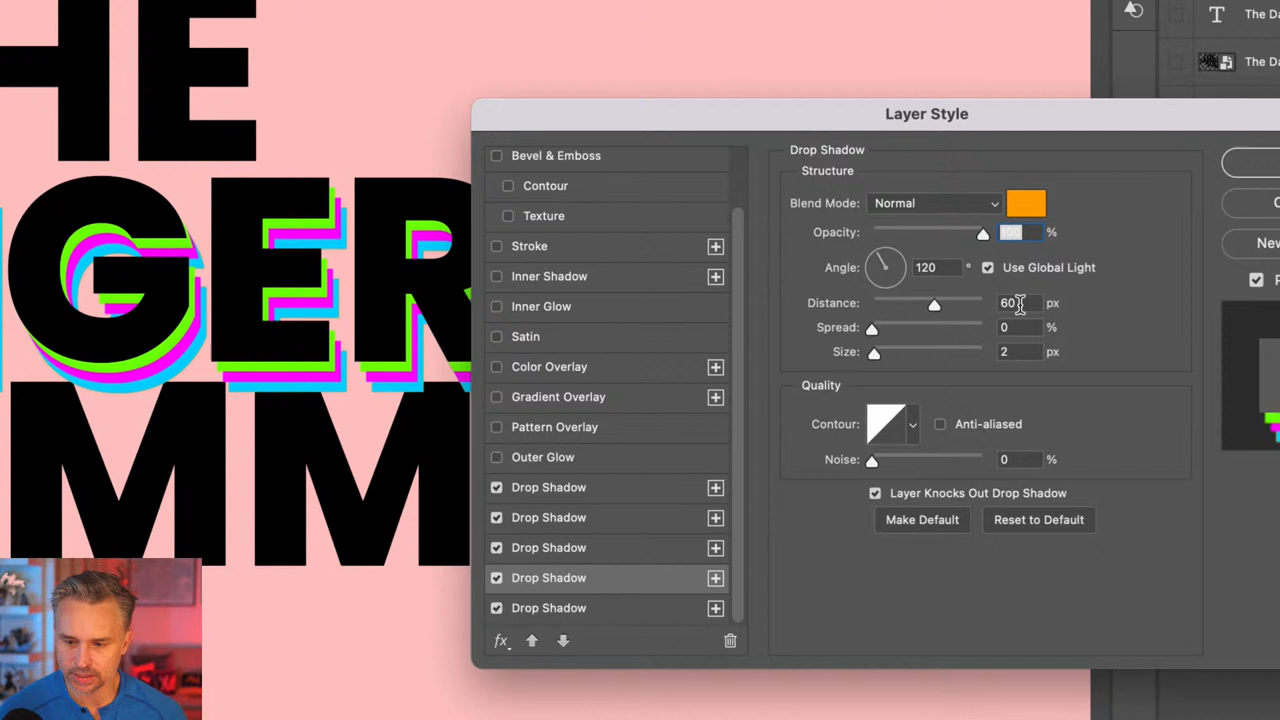 HE
T The Da
The Da
Layer Style
GER
MM
Bevel & Emboss
Contour
Texture
Stroke
Inner Shadow
Inner Glow
Satin
Color Overlay
Gradient Overlay
Pattern Overlay
Outer Glow
Drop Shadow
Drop Shadow
Drop Shadow
Drop Shadow
Drop Shadow
fx
Drop Shadow
Structure
Blend Mode: Normal
Opacity: 100 %
Angle: 120 ° Use Global Light
Distance: 60 px
Spread: 0 %
Size: 2 px
Quality
Contour: Anti-aliased
Noise: 0 %
Layer Knocks Out Drop Shadow
Make Default Reset to Default
New